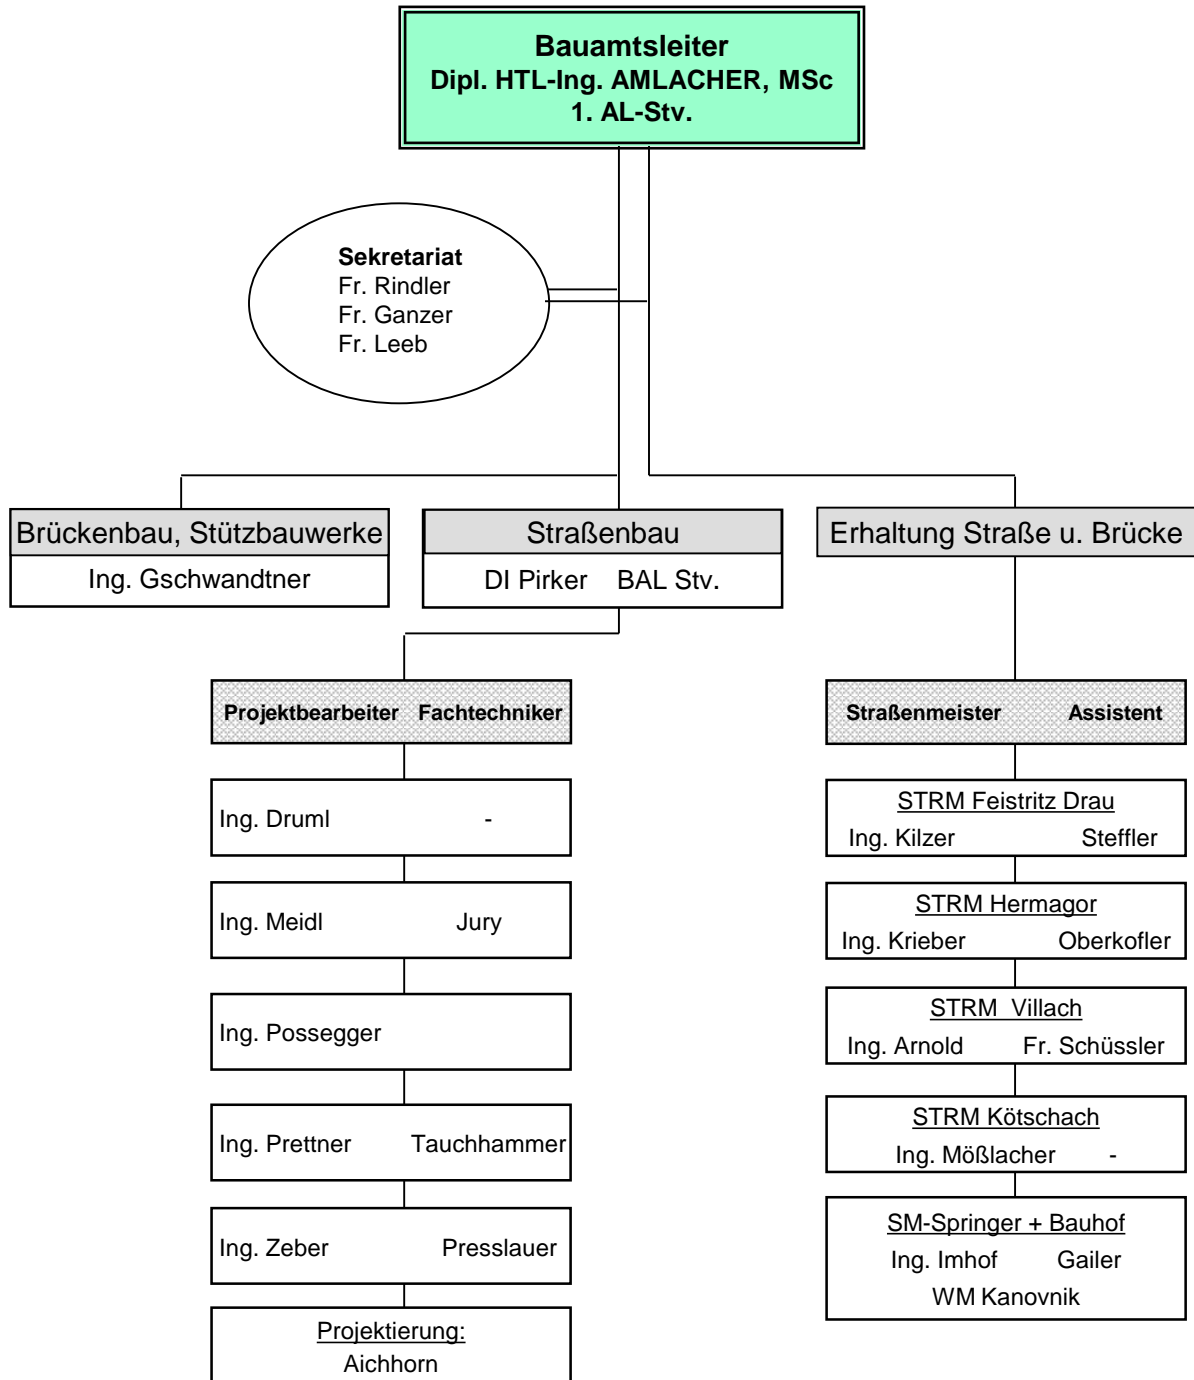 Bauamtsleiter
Dipl. HTL-Ing. AMLACHER, MSc
1. AL-Stv.
Sekretariat
Fr. Rindler
Fr. Ganzer
Fr. Leeb
Brückenbau, Stützbauwerke
Ing. Gschwandtner
Straßenbau
DI Pirker BAL Stv.
Erhaltung Straße u. Brücke
Projektbearbeiter Fachtechniker
Ing. Druml -
Ing. Meidl Jury
Ing. Possegger
Ing. Prettner Tauchhammer
Ing. Zeber Presslauer
Projektierung:
Aichhorn
Straßenmeister Assistent
STRM Feistritz Drau
Ing. Kilzer Steffler
STRM Hermagor
Ing. Krieber Oberkofler
STRM Villach
Ing. Arnold Fr. Schüssler
STRM Kötschach
Ing. Mößlacher -
SM-Springer + Bauhof
Ing. Imhof Gailer
WM Kanovnik